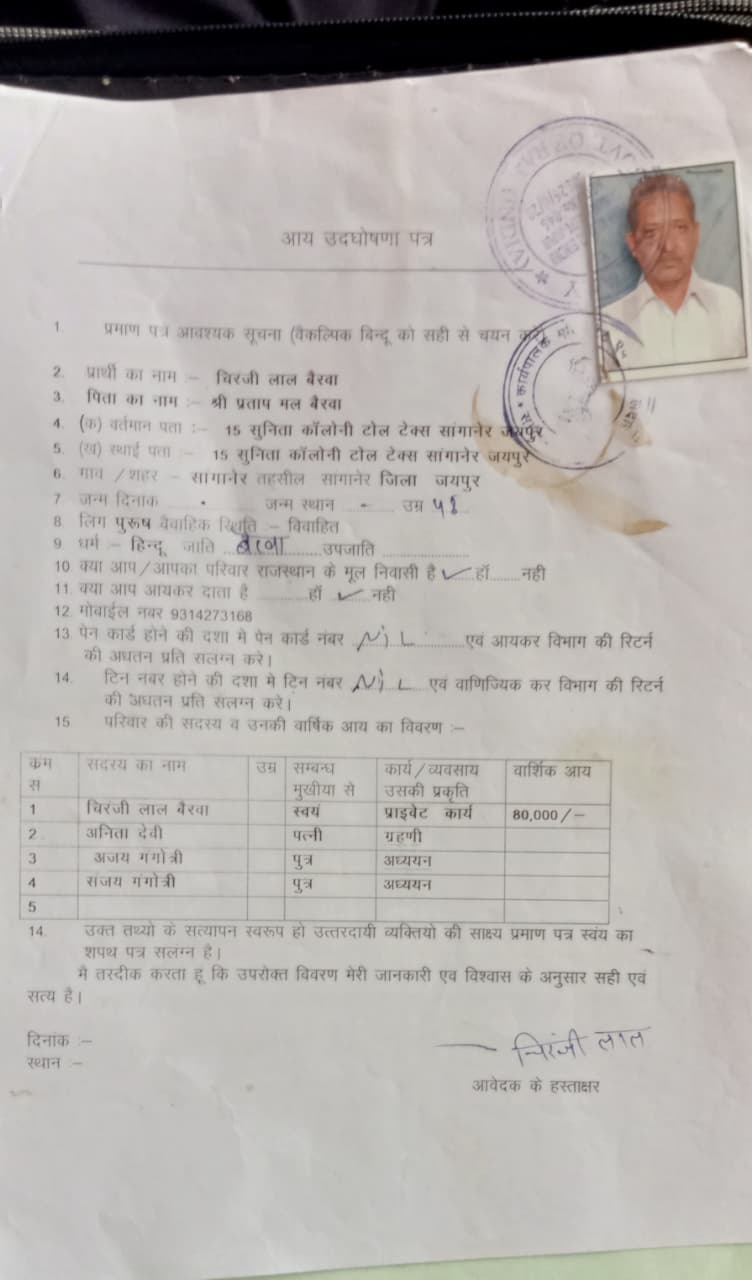 आय उदघोषणा पत्र
1. प्रमाण पत्र आवश्यक सूचना (वैकल्पिक बिन्दू को सही से चयन
2. प्रार्थी का नाम :- चिरंजी लाल बैरवा
3. पिता का नाम :- श्री प्रताप मल बैरवा
4. (क) वर्तमान पता :- 15 सुनिता कॉलोनी टोल टेक्स सांगानेर जयपुर
5. (ख) स्थाई पता :- 15 सुनिता कॉलोनी टोल टेक्स सांगानेर जयपुर
6. गाव / शहर - सांगानेर तहसील सांगानेर जिला जयपुर
7. जन्म दिनाक - जन्म स्थान - उम्र
8. लिग पुरूष वैवाहिक स्थिति :- विवाहित
9. धर्म :- हिन्दू जाति बैरवा उपजाति
10. क्या आप / आपका परिवार राजस्थान के मूल निवासी है ✓ हॉ नही
11. क्या आप आयकर दाता है हॉ ✓ नही
12. मोवाईल नबर 9314273168
13. पेन कार्ड होने की दशा मे पेन कार्ड नंबर NiL एवं आयकर विभाग की रिटर्न
की अधतन प्रति सलग्न करे।
14. टिन नबर होने की दशा मे टिन नंबर NiL एवं वाणिज्यिक कर विभाग की रिटर्न
की अधतन प्रति सलग्न करे।
15 परिवार की सदस्य व उनकी वार्षिक आय का विवरण :-
कम स सदस्य का नाम उम्र सम्बन्ध मुखीया से कार्य / व्यवसाय उसकी प्रकृति वार्शिक आय
1 चिरंजी लाल बैरवा स्वयं प्राइवेट कार्य 80,000/-
2 अनिता देवी पत्नी ग्रहणी
3 अजय गंगोत्री पुत्र अध्ययन
4 संजय गंगोत्री पुत्र अध्ययन
5
14. उक्त तथ्यो के सत्यापन स्वरूप हो उत्तरदायी व्यक्तियो की साक्ष्य प्रमाण पत्र स्वंय का
शपथ पत्र सलग्न है।
मै तस्दीक करता हू कि उपरोक्त विवरण मेरी जानकारी एव विश्वास के अनुसार सही एवं
सत्य है।
दिनांक :-
स्थान :-
चिरंजी लाल
आवेदक के हस्ताक्षर